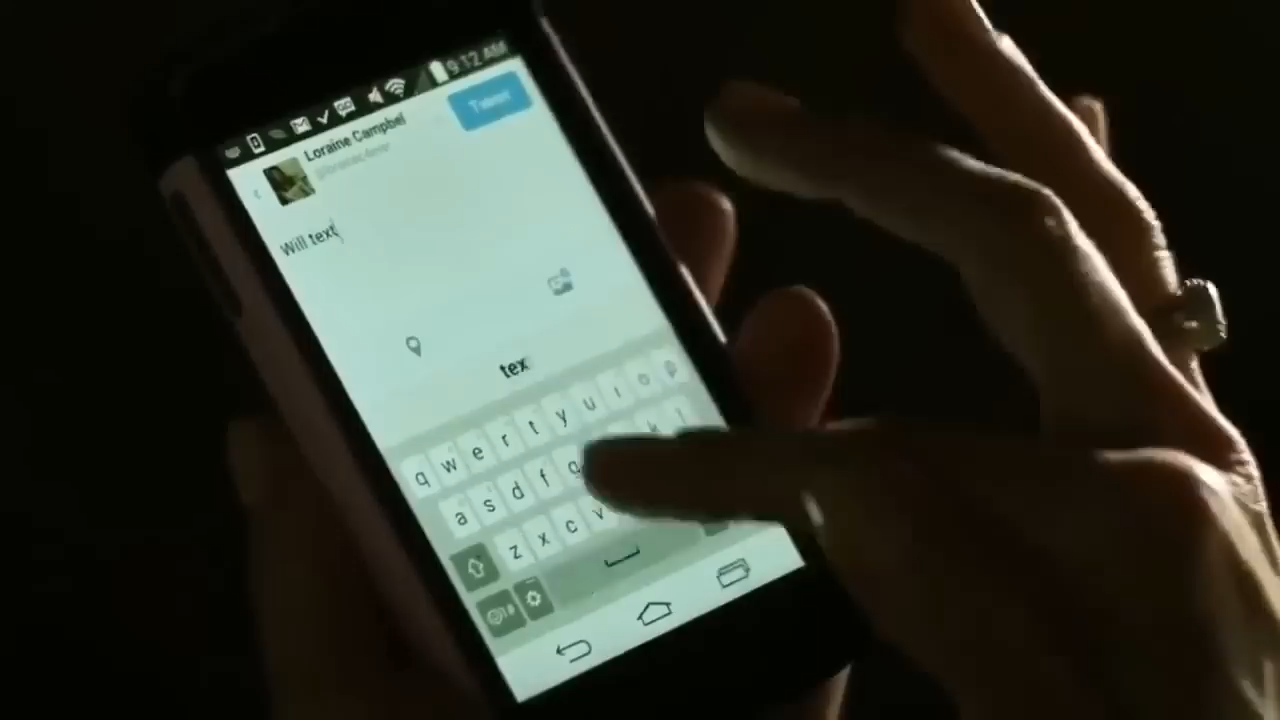 9:12 AM
Tweet
Loraine Campbel
Will text
tex
q w e r t y u i o p
a s d f g k l
z x c v